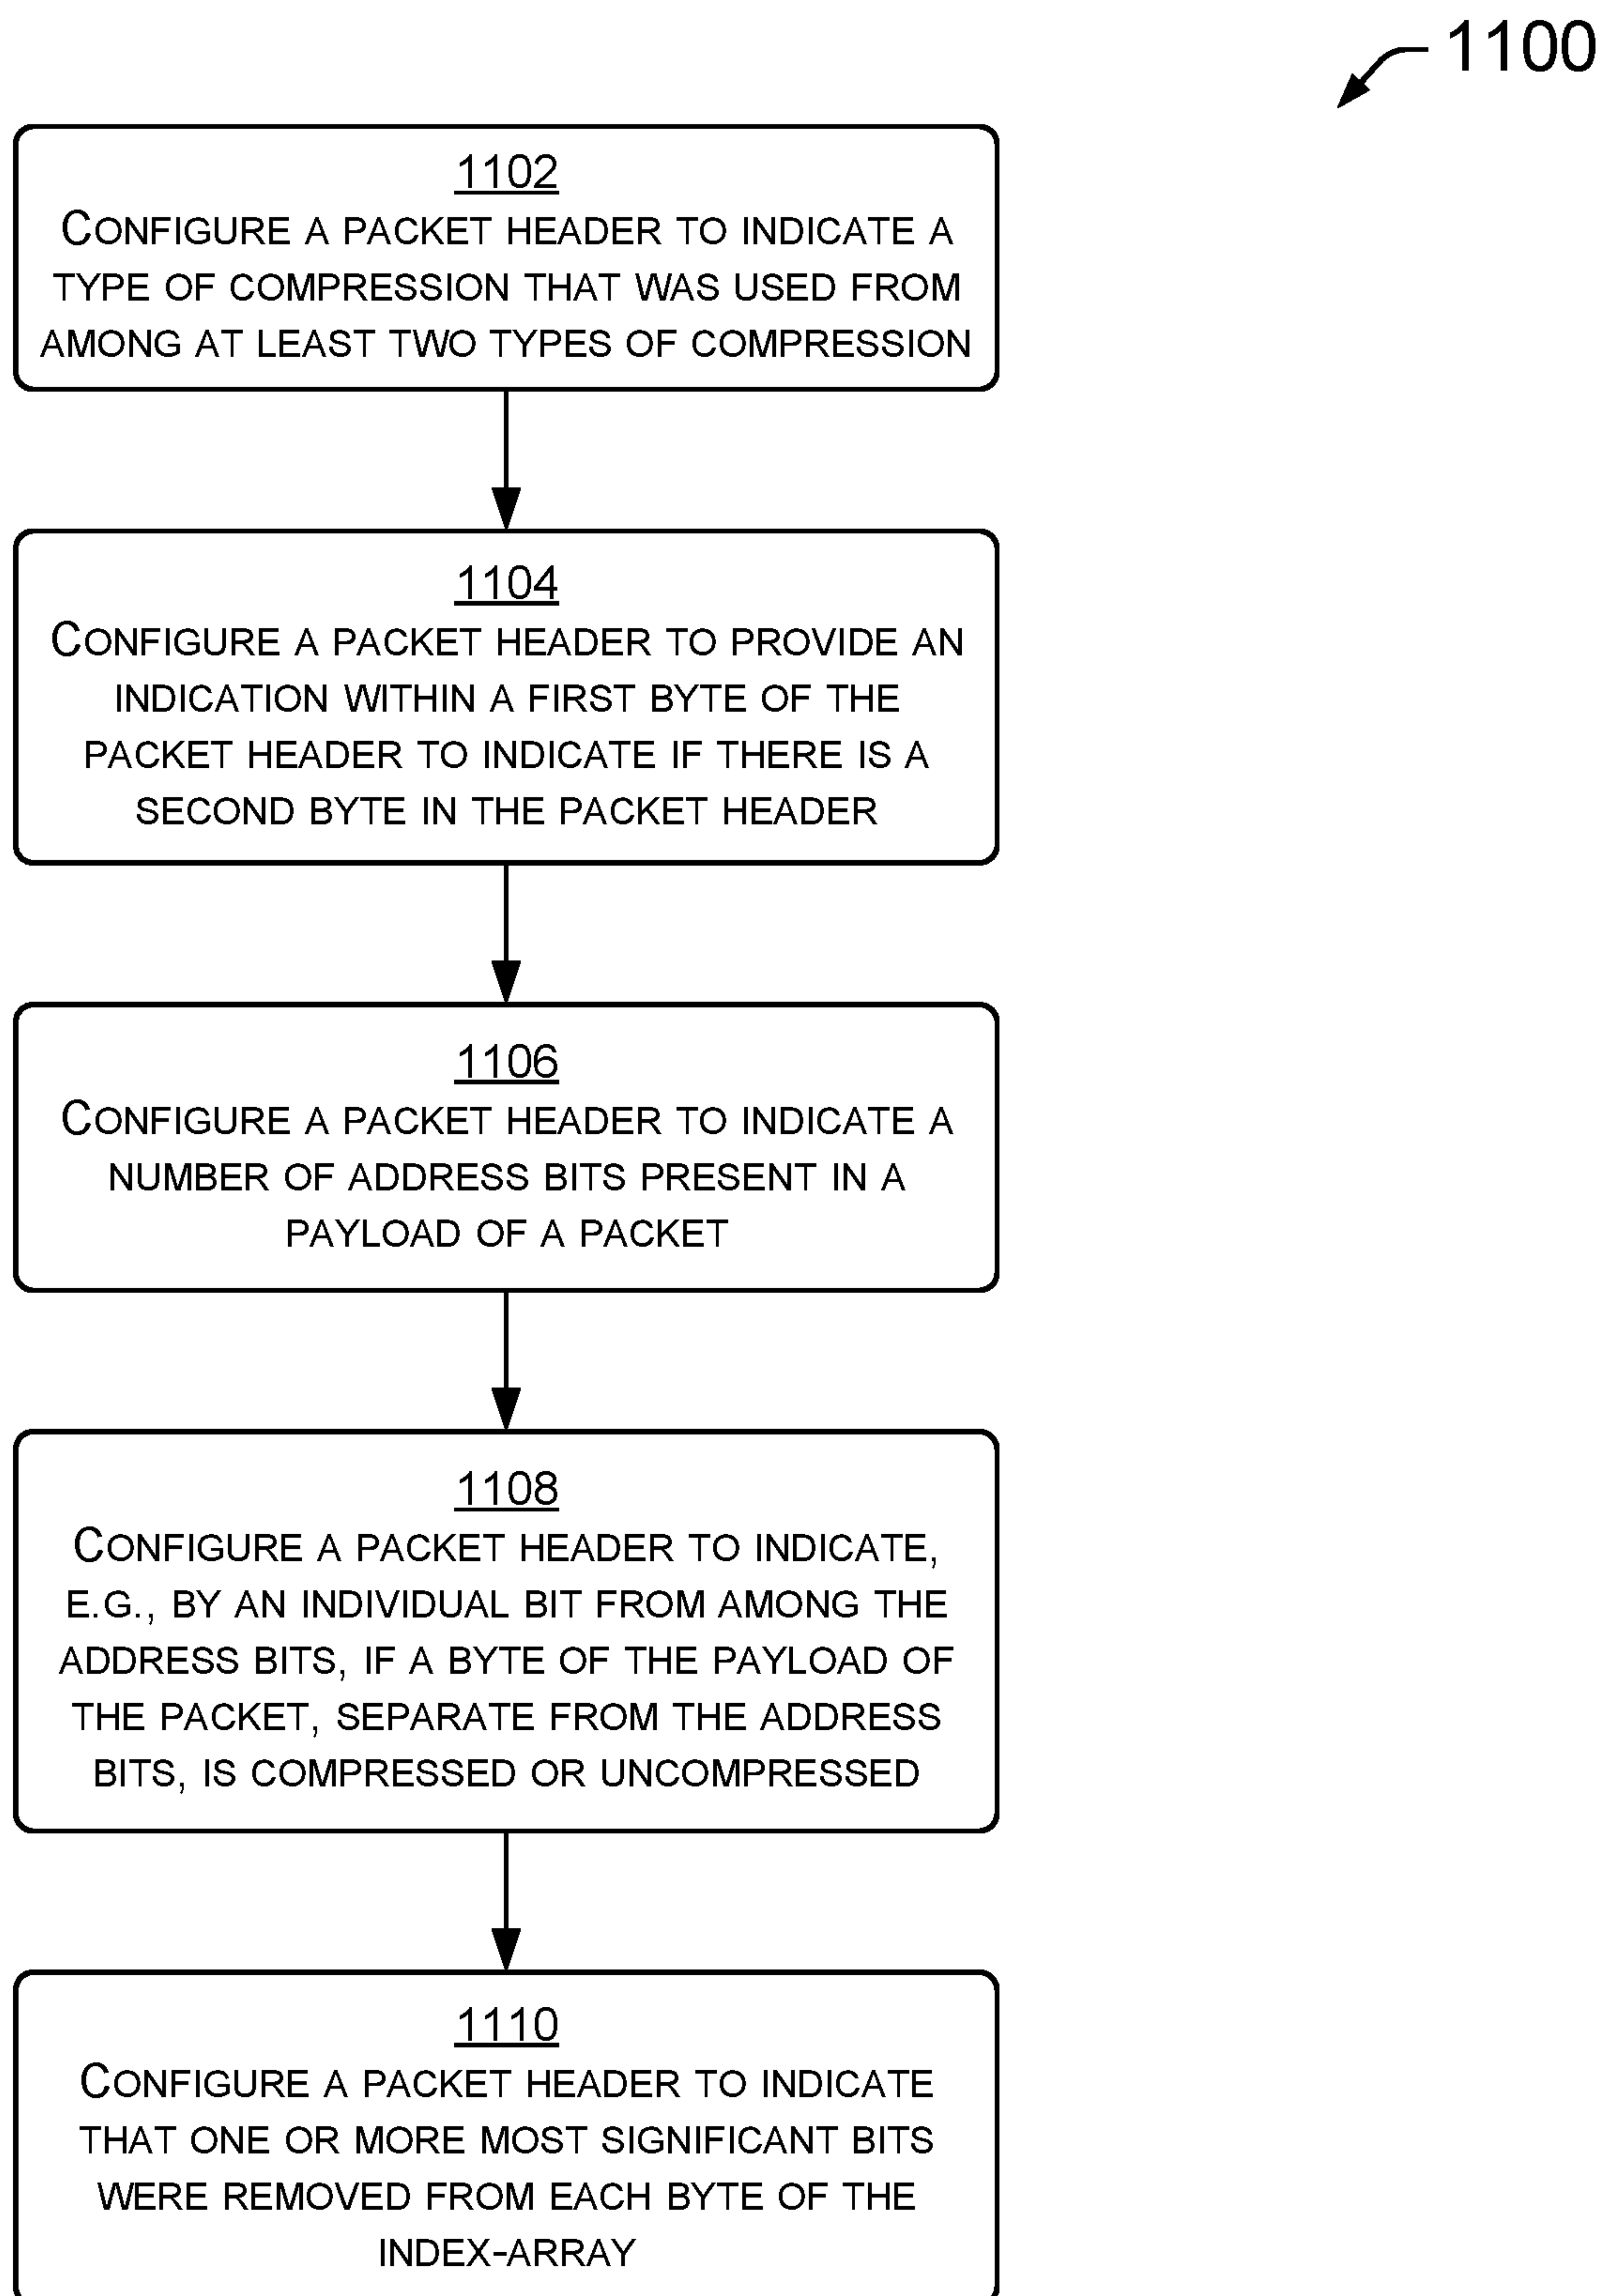 1100
1102
CONFIGURE A PACKET HEADER TO INDICATE A
TYPE OF COMPRESSION THAT WAS USED FROM
AMONG AT LEAST TWO TYPES OF COMPRESSION
1104
CONFIGURE A PACKET HEADER TO PROVIDE AN
INDICATION WITHIN A FIRST BYTE OF THE
PACKET HEADER TO INDICATE IF THERE IS A
SECOND BYTE IN THE PACKET HEADER
1106
CONFIGURE A PACKET HEADER TO INDICATE A
NUMBER OF ADDRESS BITS PRESENT IN A
PAYLOAD OF A PACKET
1108
CONFIGURE A PACKET HEADER TO INDICATE,
E.G., BY AN INDIVIDUAL BIT FROM AMONG THE
ADDRESS BITS, IF A BYTE OF THE PAYLOAD OF
THE PACKET, SEPARATE FROM THE ADDRESS
BITS, IS COMPRESSED OR UNCOMPRESSED
1110
CONFIGURE A PACKET HEADER TO INDICATE
THAT ONE OR MORE MOST SIGNIFICANT BITS
WERE REMOVED FROM EACH BYTE OF THE
INDEX-ARRAY